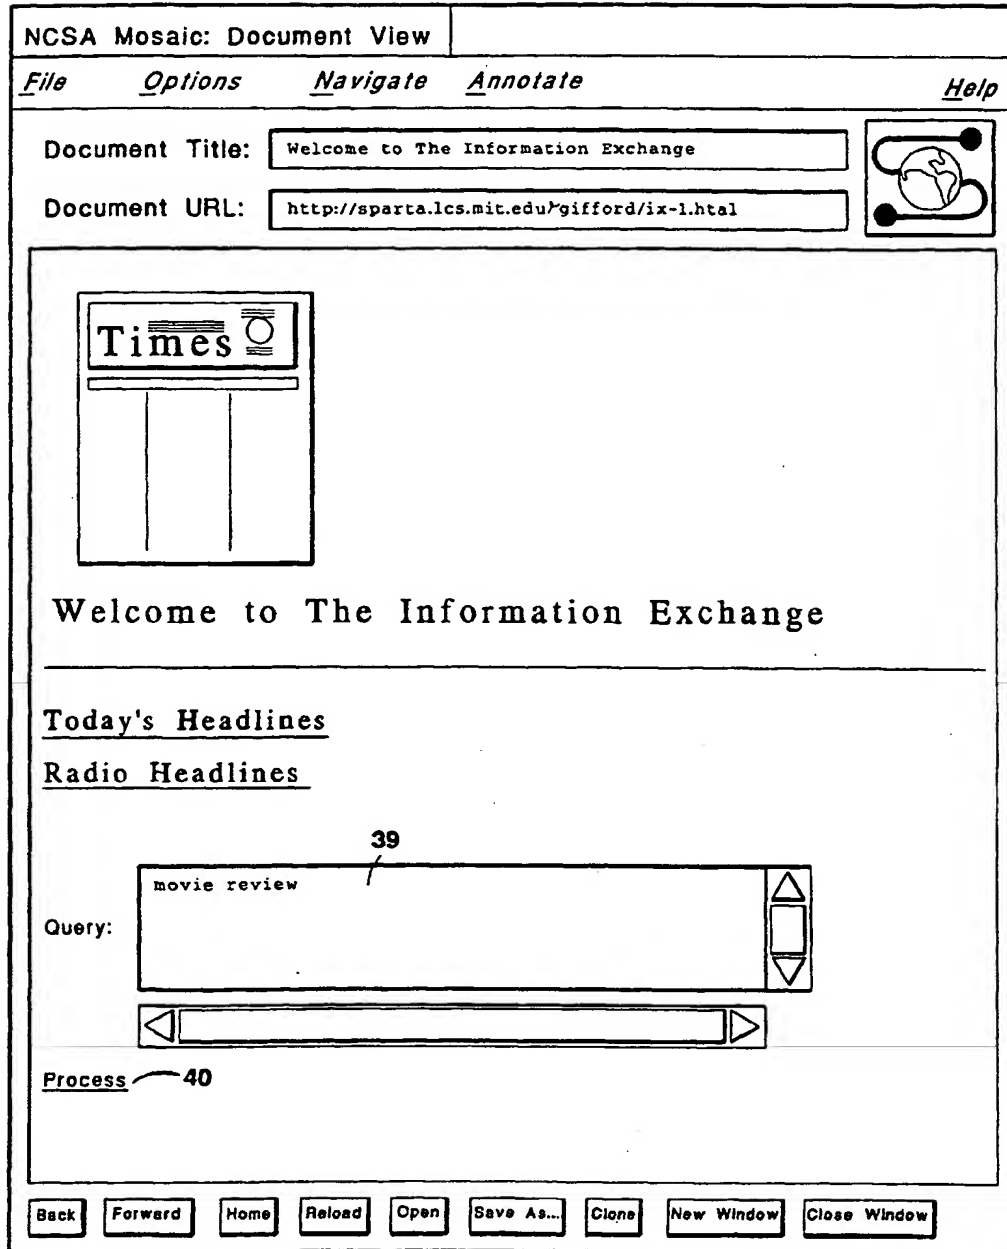 NCSA Mosaic: Document View
File Options Navigate Annotate Help
Document Title: Welcome to The Information Exchange
Document URL: http://sparta.lcs.mit.edu/~gifford/ix-1.htal
Times
Welcome to The Information Exchange
Today's Headlines
Radio Headlines
39
movie review
Query:
Process 40
Back Forward Home Reload Open Save As... Clone New Window Close Window